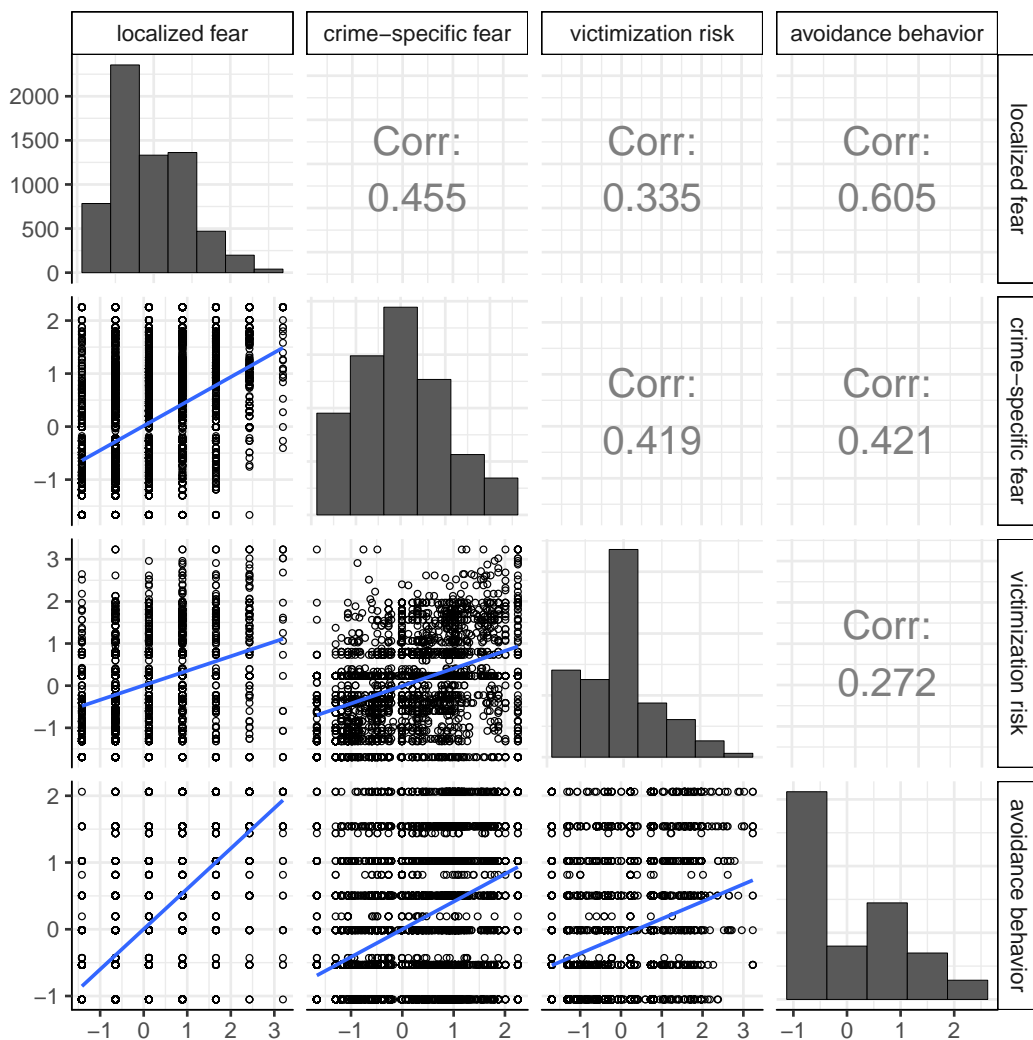 localized fear
crime−specific fear
victimization risk
avoidance behavior
2000
1500
1000
500
0
Corr:
0.455
Corr:
0.335
Corr:
0.605
localized fear
2
1
0
−1
Corr:
0.419
Corr:
0.421
crime−specific fear
3
2
1
0
−1
Corr:
0.272
victimization risk
2
1
0
−1
avoidance behavior
−1 0 1 2 3
−1 0 1 2
−1 0 1 2 3
−1 0 1 2